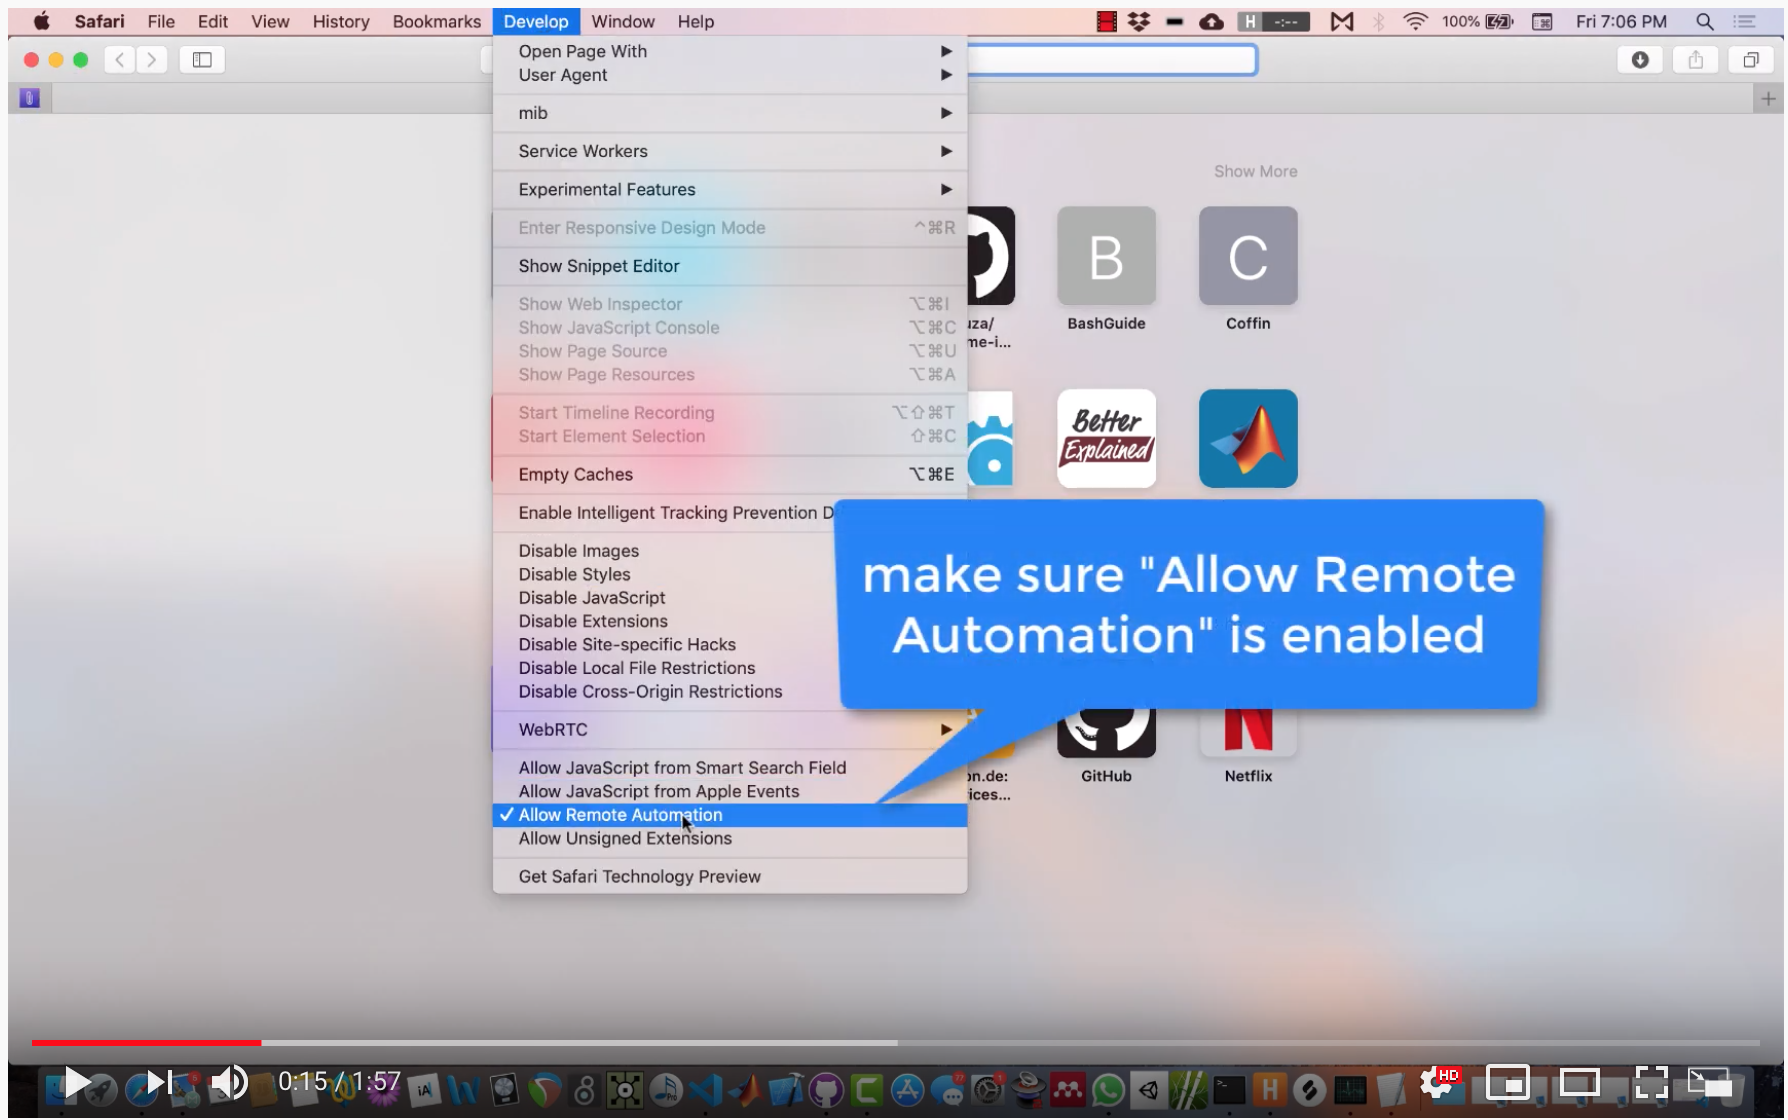 Safari File Edit View History Bookmarks Develop Window Help
H -:--
100%
Fri 7:06 PM
Open Page With
User Agent
mib
Service Workers
Experimental Features
Enter Responsive Design Mode ^⌘R
Show Snippet Editor
Show Web Inspector ⌥⌘I
Show JavaScript Console ⌥⌘C
Show Page Source ⌥⌘U
Show Page Resources ⌥⌘A
Start Timeline Recording ⌥⇧⌘T
Start Element Selection ⇧⌘C
Empty Caches ⌥⌘E
Enable Intelligent Tracking Prevention D
Disable Images
Disable Styles
Disable JavaScript
Disable Extensions
Disable Site-specific Hacks
Disable Local File Restrictions
Disable Cross-Origin Restrictions
WebRTC
Allow JavaScript from Smart Search Field
Allow JavaScript from Apple Events
✓ Allow Remote Automation
Allow Unsigned Extensions
Get Safari Technology Preview
Show More
B
C
uza/
me-i...
BashGuide
Coffin
Better
Explained
make sure "Allow Remote
Automation" is enabled
N
on.de:
ices...
GitHub
Netflix
0:15 / 1:57
iA
HD